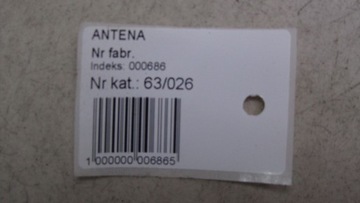 ANTENA
Nr fabr.
Indeks: 000686
Nr kat.: 63/026
1 000000 006865